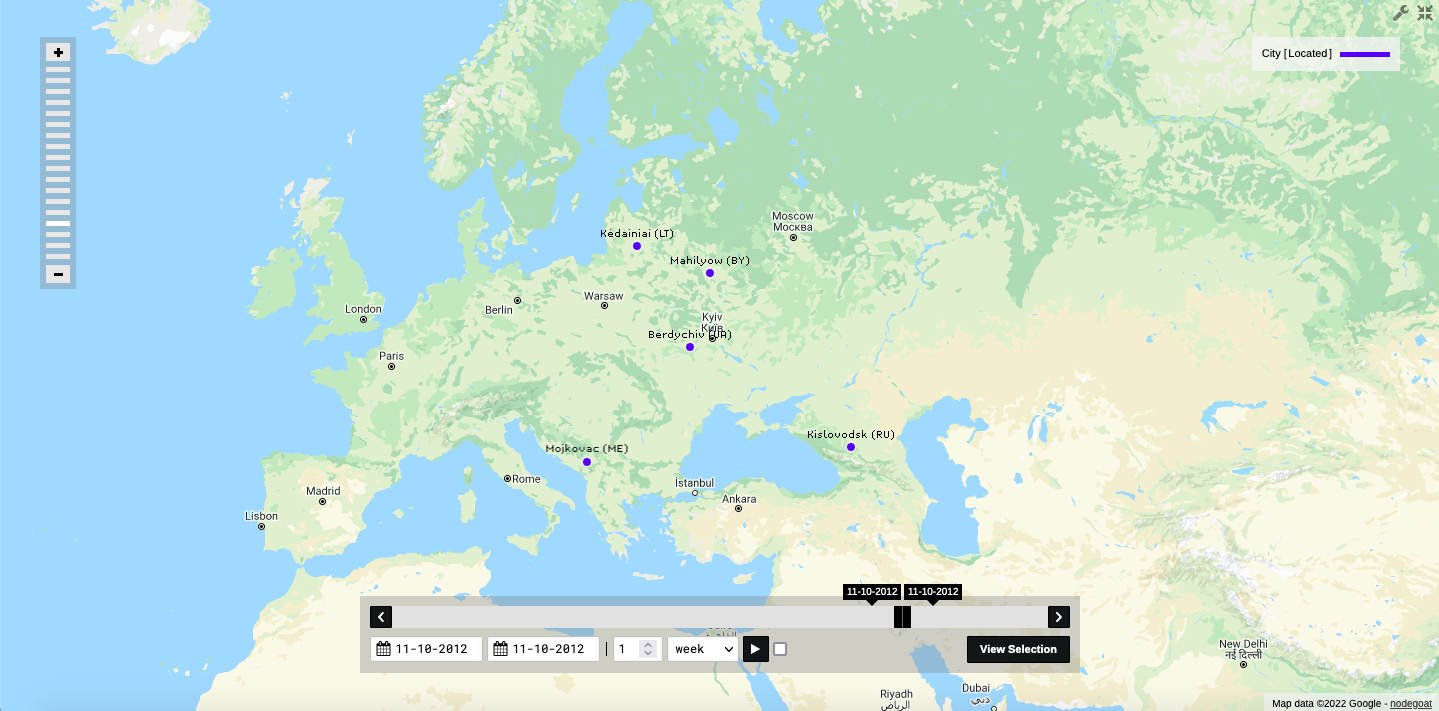 +
City [Located]
Moscow
Москва
Kėdainiai (LT)
Mahilyow (BY)
London
Berlin
Warsaw
Kyiv
Київ
Berdychiv (UA)
Paris
Kislovodsk (RU)
Mojkovac (ME)
Rome
İstanbul
Madrid
Ankara
Lisbon
11-10-2012 11-10-2012
11-10-2012 11-10-2012 | 1 week View Selection
القاهرة
New Delhi
नई दिल्ली
Riyadh
الرياض
Dubai
دبي
Map data ©2022 Google - nodegoat